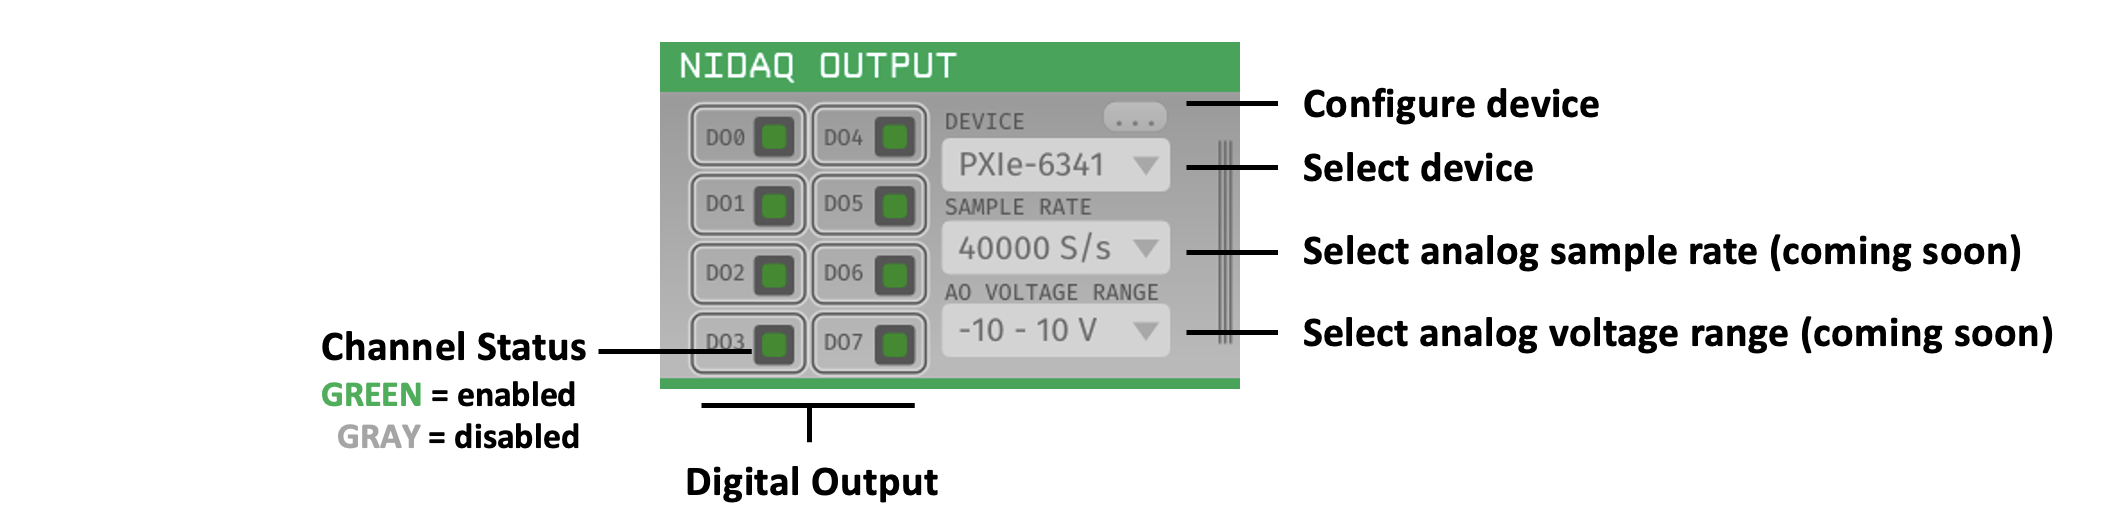 NIDAQ OUTPUT
DO0
DO4
DO1
DO5
DO2
DO6
DO3
DO7
DEVICE
...
PXIe-6341
SAMPLE RATE
40000 S/s
AO VOLTAGE RANGE
-10 - 10 V
Configure device
Select device
Select analog sample rate (coming soon)
Select analog voltage range (coming soon)
Channel Status
GREEN = enabled
GRAY = disabled
Digital Output